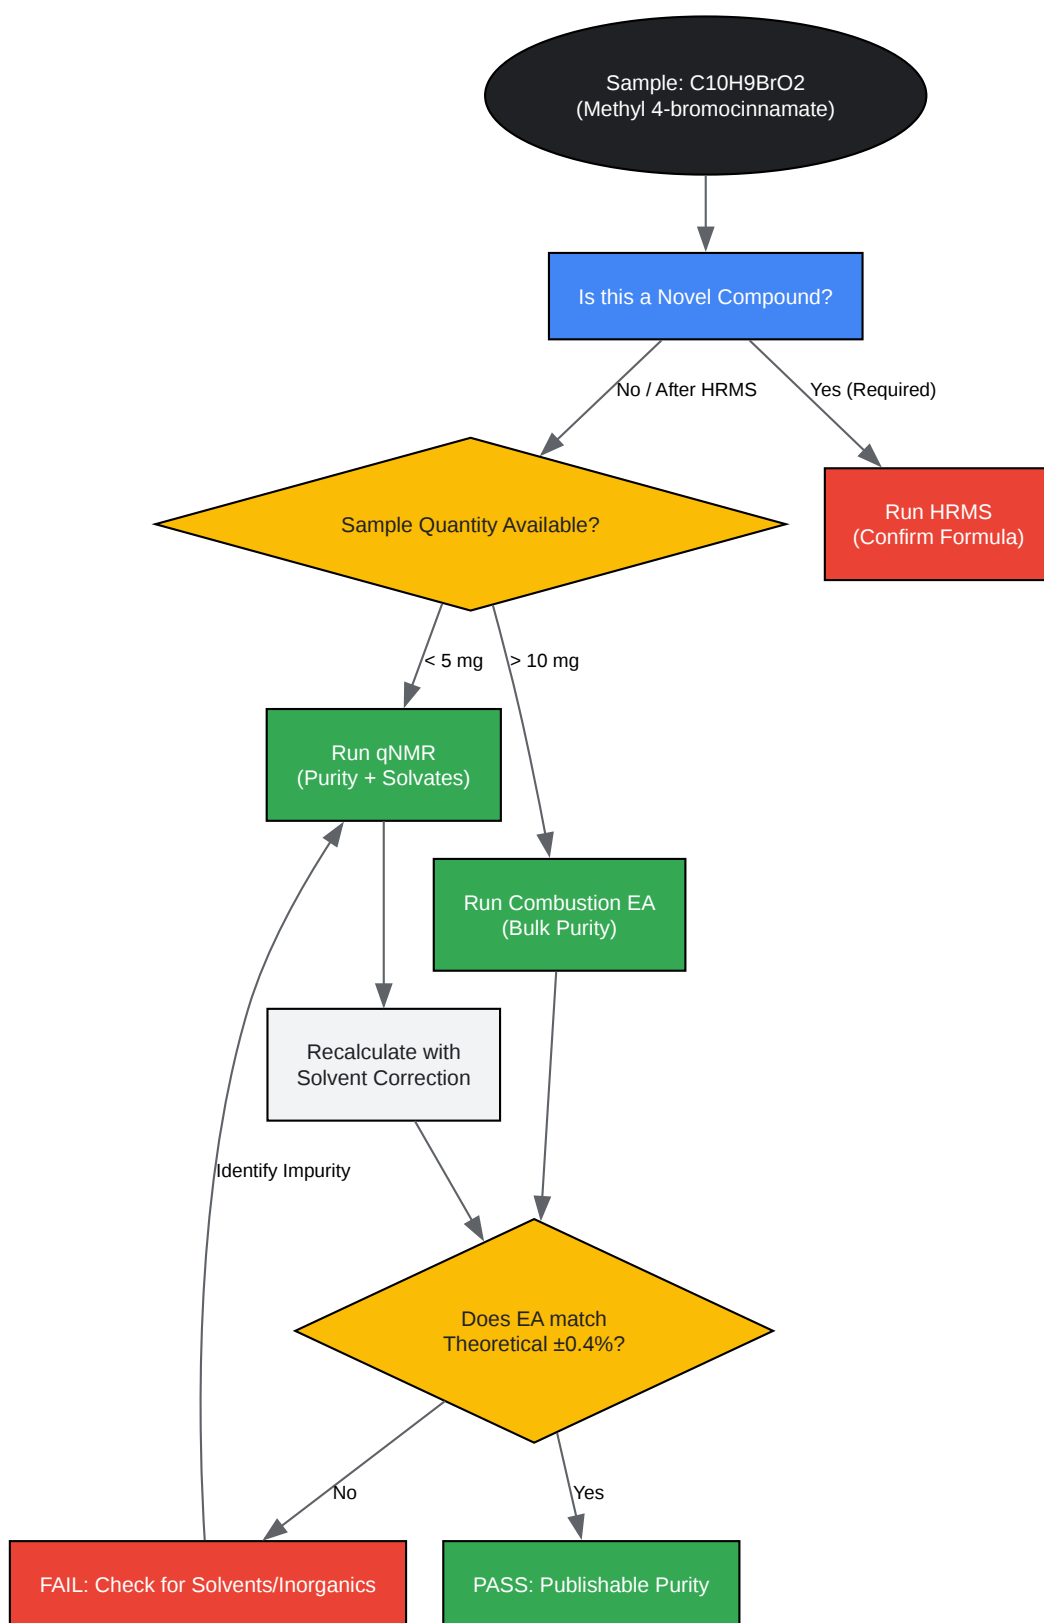 Sample: C10H9BrO2
(Methyl 4-bromocinnamate)
Is this a Novel Compound?
No / After HRMS
Yes (Required)
Sample Quantity Available?
Run HRMS
(Confirm Formula)
< 5 mg
> 10 mg
Run qNMR
(Purity + Solvates)
Run Combustion EA
(Bulk Purity)
Recalculate with
Solvent Correction
Identify Impurity
Does EA match
Theoretical ±0.4%?
No
Yes
FAIL: Check for Solvents/Inorganics
PASS: Publishable Purity